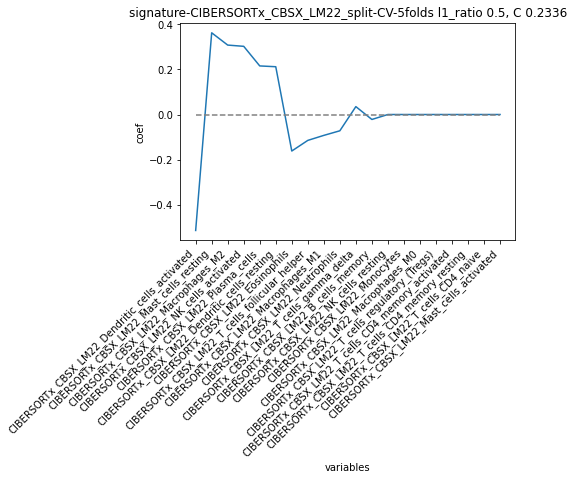 signature-CIBERSORTx_CBSX_LM22_split-CV-5folds l1_ratio 0.5, C 0.2336
0.4
0.2
0.0
−0.2
−0.4
coef
CIBERSORTx_CBSX_LM22_Dendritic_cells_activated
CIBERSORTx_CBSX_LM22_Mast_cells_resting
CIBERSORTx_CBSX_LM22_Macrophages_M2
CIBERSORTx_CBSX_LM22_NK_cells_activated
CIBERSORTx_CBSX_LM22_Plasma_cells
CIBERSORTx_CBSX_LM22_Dendritic_cells_resting
CIBERSORTx_CBSX_LM22_Eosinophils
CIBERSORTx_CBSX_LM22_T_cells_follicular_helper
CIBERSORTx_CBSX_LM22_Macrophages_M1
CIBERSORTx_CBSX_LM22_Neutrophils
CIBERSORTx_CBSX_LM22_T_cells_gamma_delta
CIBERSORTx_CBSX_LM22_B_cells_memory
CIBERSORTx_CBSX_LM22_NK_cells_resting
CIBERSORTx_CBSX_LM22_Monocytes
CIBERSORTx_CBSX_LM22_Macrophages_M0
CIBERSORTx_CBSX_LM22_T_cells_regulatory_(Tregs)
CIBERSORTx_CBSX_LM22_T_cells_CD4_memory_activated
CIBERSORTx_CBSX_LM22_T_cells_CD4_memory_resting
CIBERSORTx_CBSX_LM22_T_cells_CD4_naive
CIBERSORTx_CBSX_LM22_Mast_cells_activated
variables